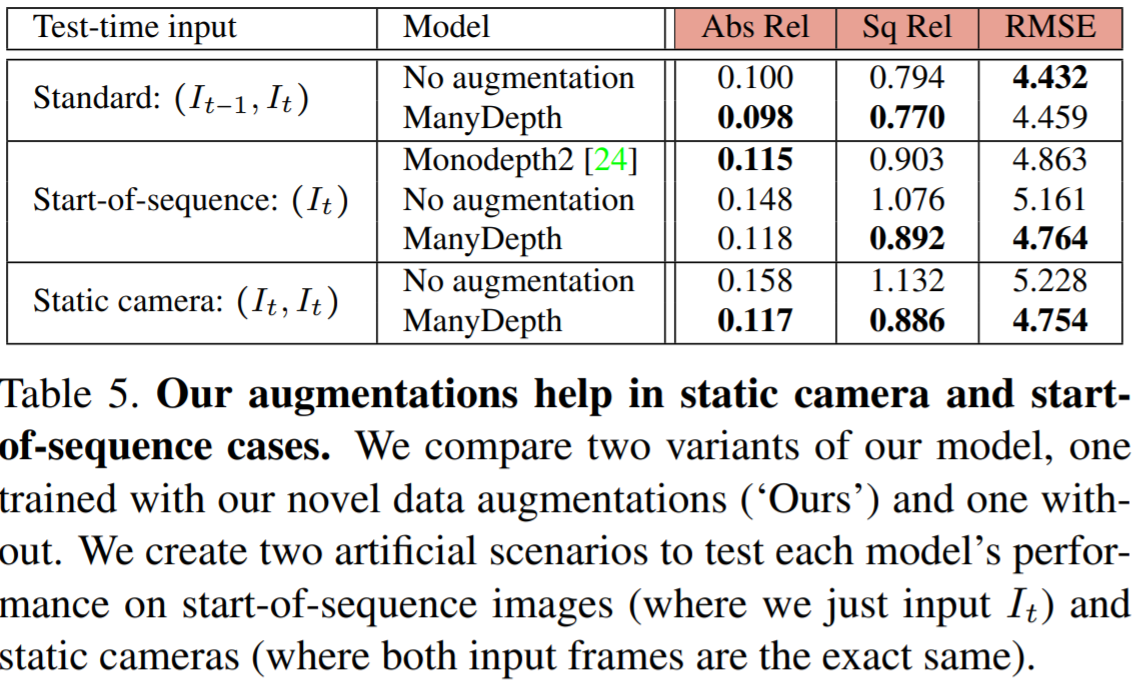 Test-time input Model Abs Rel Sq Rel RMSE
Standard: (I_{t−1}, I_t) No augmentation 0.100 0.794 4.432
ManyDepth 0.098 0.770 4.459
Start-of-sequence: (I_t) Monodepth2 [24] 0.115 0.903 4.863
No augmentation 0.148 1.076 5.161
ManyDepth 0.118 0.892 4.764
Static camera: (I_t, I_t) No augmentation 0.158 1.132 5.228
ManyDepth 0.117 0.886 4.754
Table 5. Our augmentations help in static camera and start-
of-sequence cases. We compare two variants of our model, one
trained with our novel data augmentations (‘Ours’) and one with-
out. We create two artificial scenarios to test each model’s perfor-
mance on start-of-sequence images (where we just input I_t) and
static cameras (where both input frames are the exact same).